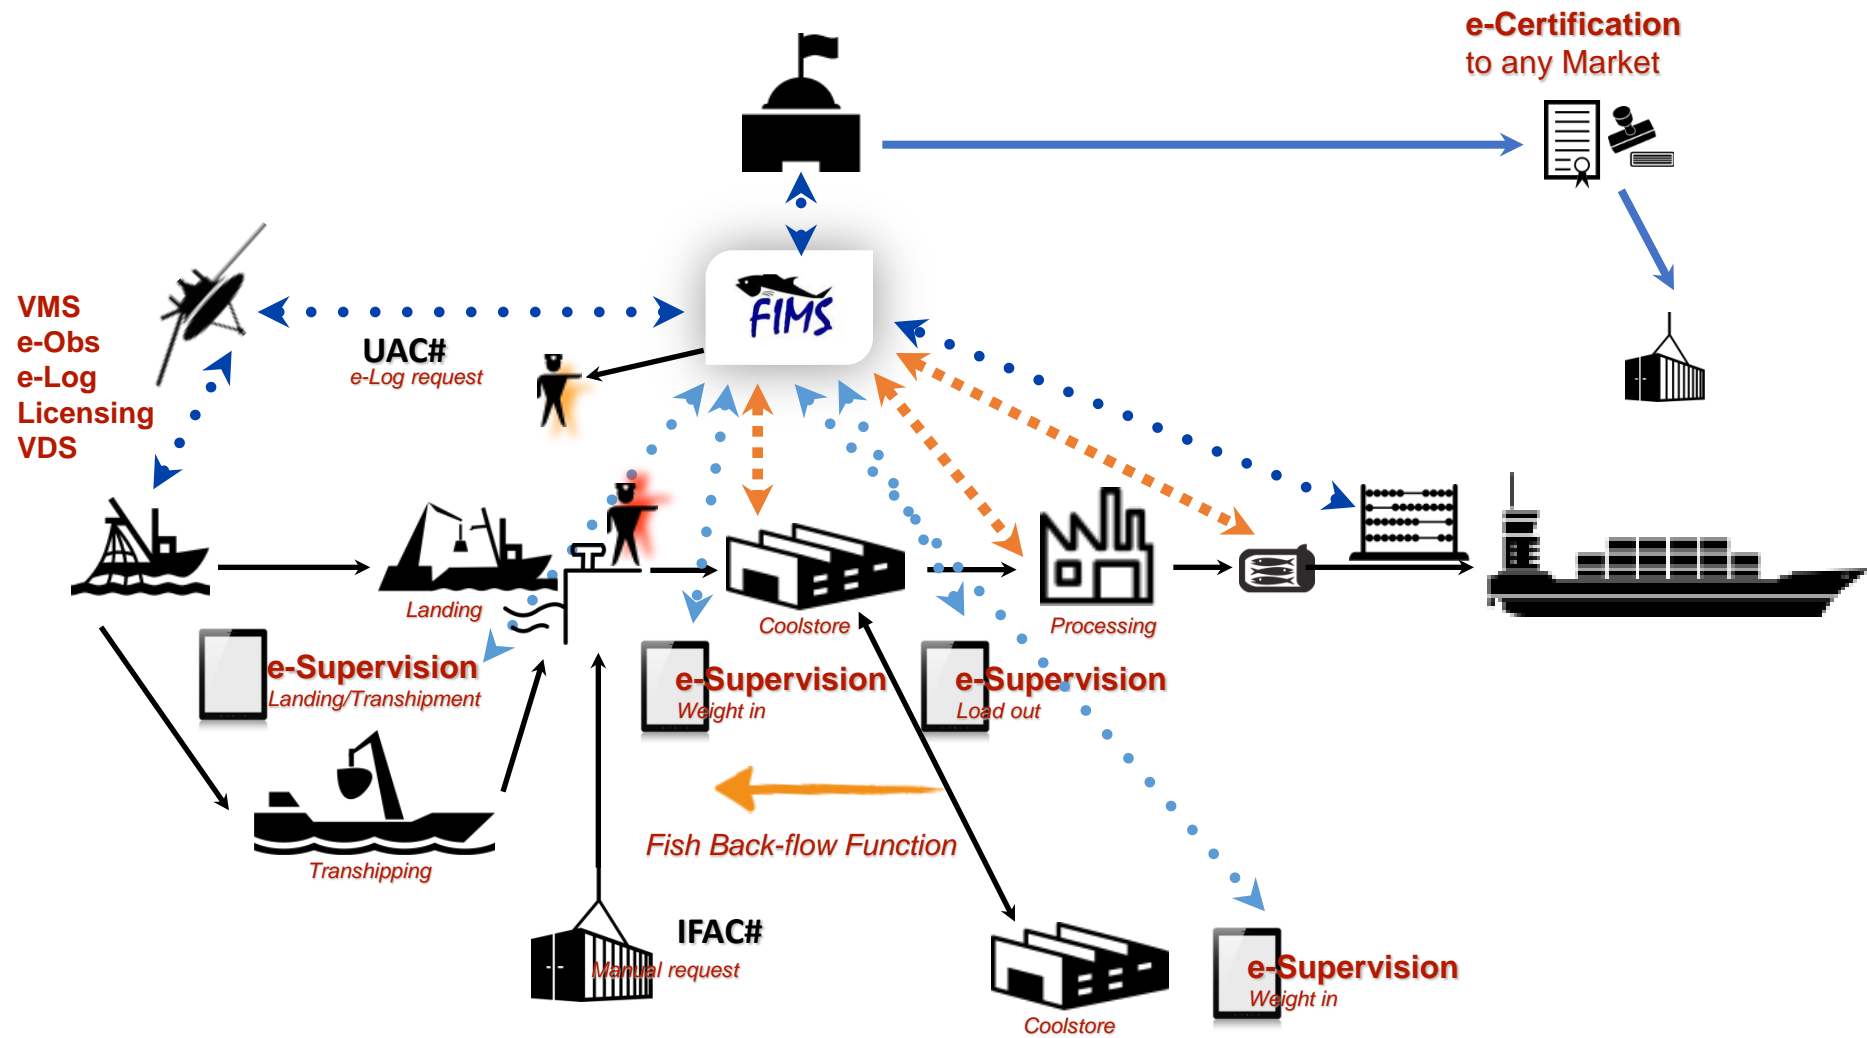 e-Certification
to any Market
FIMS
VMS
e-Obs
e-Log
Licensing
VDS
UAC#
e-Log request
Landing
Coolstore
Processing
e-Supervision
Landing/Transhipment
e-Supervision
Weight in
e-Supervision
Load out
Fish Back-flow Function
Transhipping
IFAC#
Manual request
e-Supervision
Weight in
Coolstore